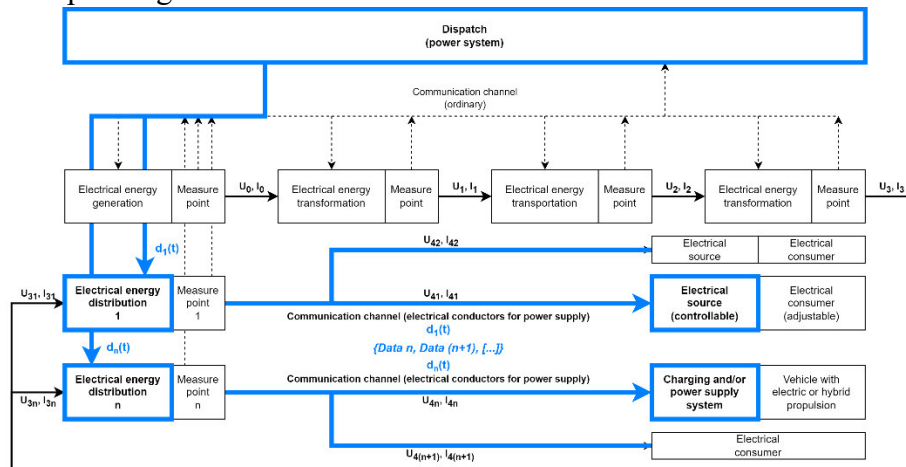 Dispatch
(power system)
Communication channel
(ordinary)
Electrical energy
generation
Measure
point
U0, I0
Electrical energy
transformation
Measure
point
U1, I1
Electrical energy
transportation
Measure
point
U2, I2
Electrical energy
transformation
Measure
point
U3, I3
d1(t)
U42, I42
Electrical
source
Electrical
consumer
U31, I31
Electrical energy
distribution
1
Measure
point
1
U41, I41
Communication channel (electrical conductors for power supply)
d1(t)
{Data n, Data (n+1), [...]}
dn(t)
Communication channel (electrical conductors for power supply)
Electrical
source
(controllable)
Electrical
consumer
(adjustable)
dn(t)
U3n, I3n
Electrical energy
distribution
n
Measure
point
n
U4n, I4n
Charging and/or
power supply
system
Vehicle with
electric or hybrid
propulsion
U4(n+1), I4(n+1)
Electrical
consumer